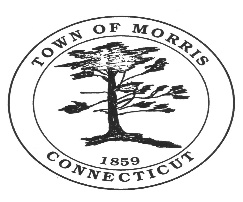 TOWN OF MORRIS
1859
CONNECTICUT